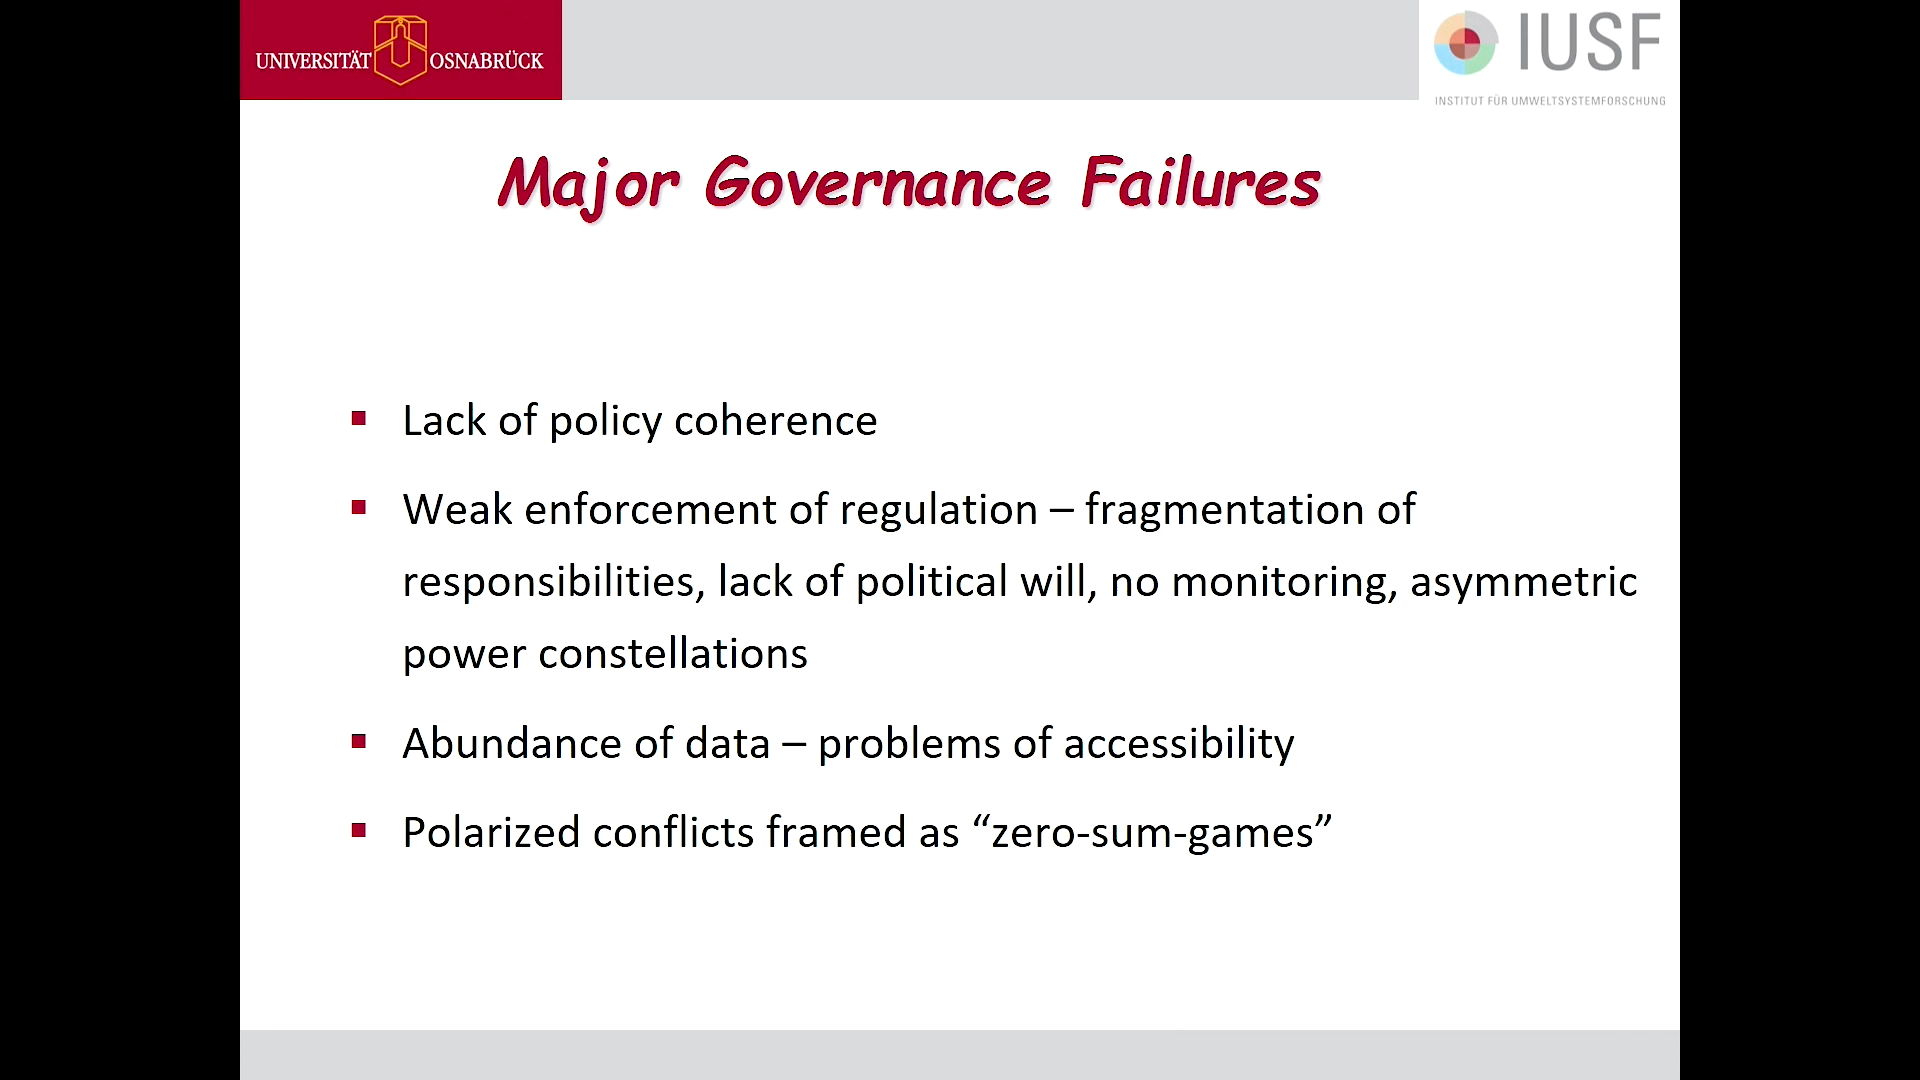 UNIVERSITÄT OSNABRÜCK
IUSF
INSTITUT FÜR UMWELTSYSTEMFORSCHUNG
Major Governance Failures
▪ Lack of policy coherence
▪ Weak enforcement of regulation – fragmentation of
responsibilities, lack of political will, no monitoring, asymmetric
power constellations
▪ Abundance of data – problems of accessibility
▪ Polarized conflicts framed as “zero-sum-games”